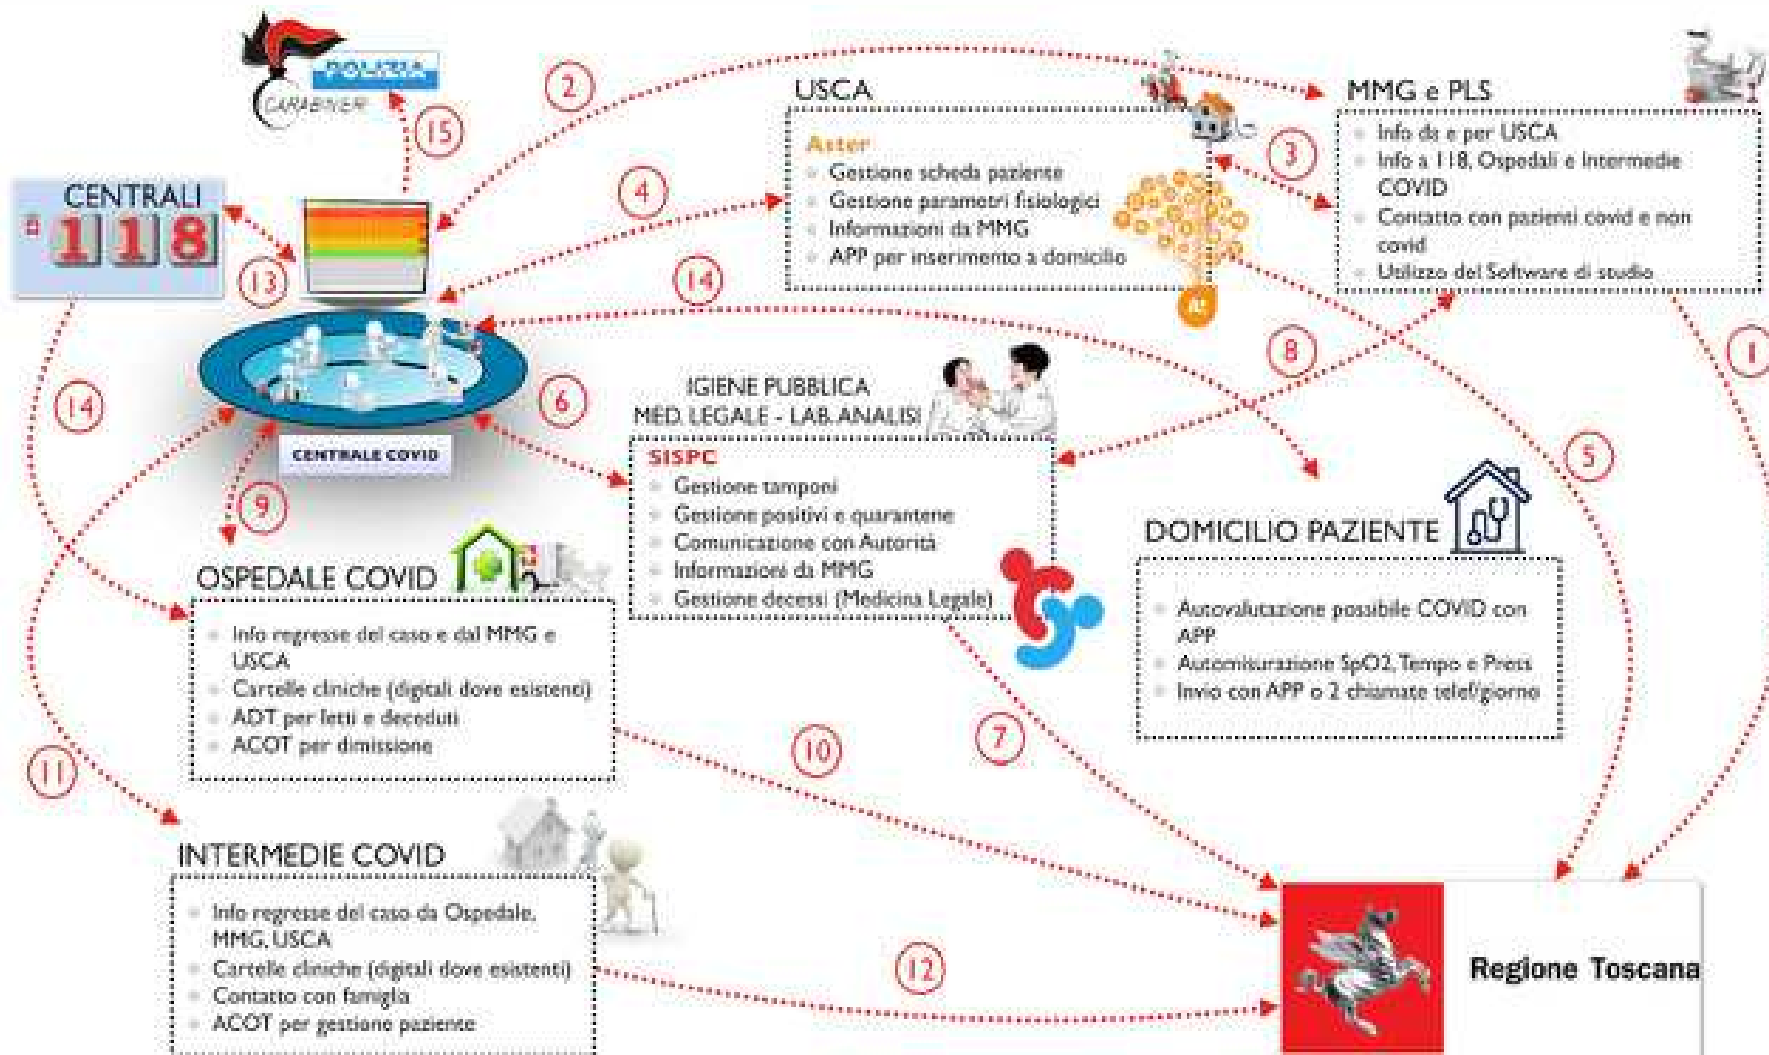 POLIZIA
CARABINIERI
2
15
USCA
MMG e PLS
Aster
Gestione scheda paziente
Gestione parametri fisiologici
Informazioni da MMG
APP per inserimento a domicilio
3
Info da e per USCA
Info a 118, Ospedali e Intermedie
COVID
Contatto con pazienti covid e non
covid
Utilizzo del Software di studio
CENTRALI
118
4
13
14
8
1
14
6
IGIENE PUBBLICA
MED. LEGALE - LAB. ANALISI
CENTRALE COVID
SISPC
Gestione tamponi
Gestione positivi e quarantene
Comunicazione con Autorità
Informazioni da MMG
Gestione decessi (Medicina Legale)
5
9
DOMICILIO PAZIENTE
Autovalutazione possibile COVID con
APP
Automisurazione SpO2, Tempo e Press
Invio con APP o 2 chiamate telef/giorno
OSPEDALE COVID
Info regresse del caso e dal MMG e
USCA
Cartelle cliniche (digitali dove esistenti)
ADT per letti e deceduti
ACOT per dimissione
7
10
11
INTERMEDIE COVID
Info regresse del caso da Ospedale,
MMG, USCA
Cartelle cliniche (digitali dove esistenti)
Contatto con famiglia
ACOT per gestione paziente
12
Regione Toscana